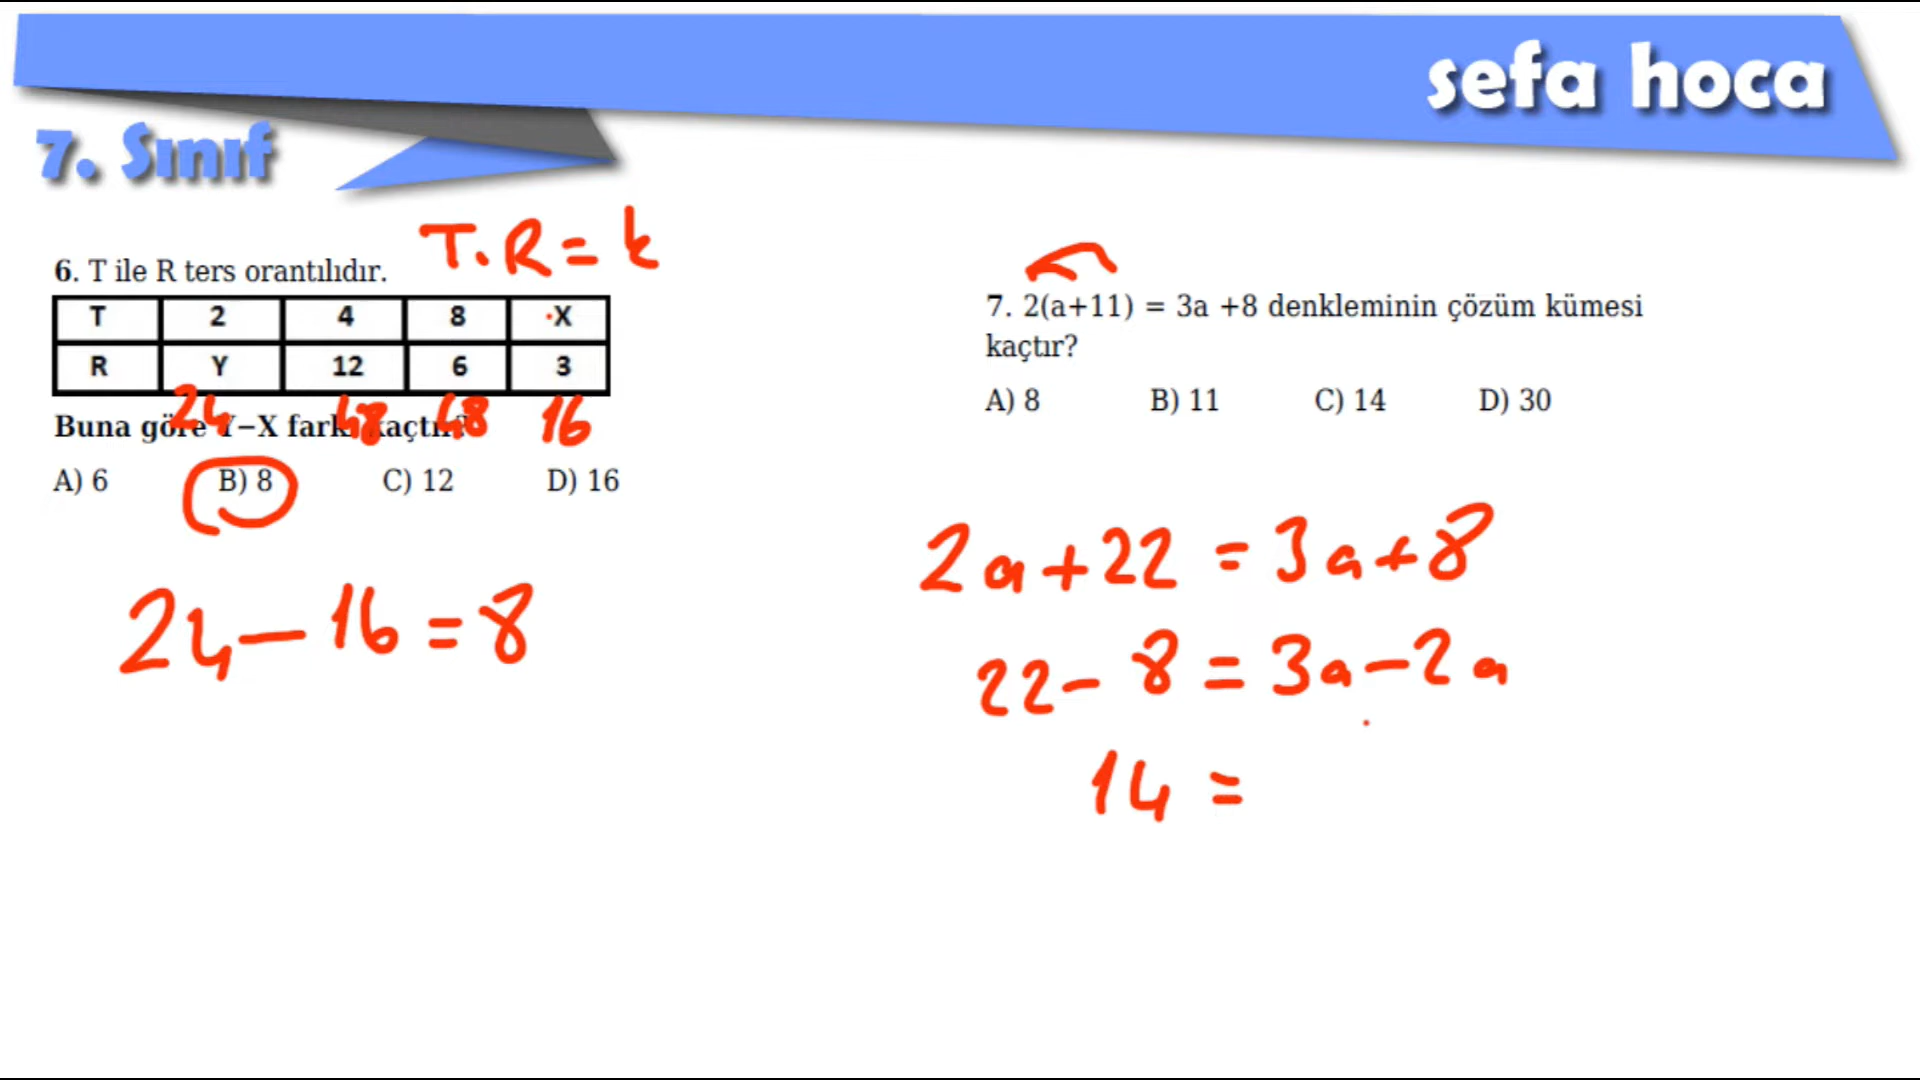 sefa hoca
7. Sınıf
T.R = k
6. T ile R ters orantılıdır.
T 2 4 8 X
R Y 12 6 3
24 48 48 16
Buna göre Y−X farkı kaçtır?
A) 6 B) 8 C) 12 D) 16
24 − 16 = 8
7. 2(a+11) = 3a +8 denkleminin çözüm kümesi
kaçtır?
A) 8 B) 11 C) 14 D) 30
2a+22 = 3a+8
22 − 8 = 3a−2a
14 =